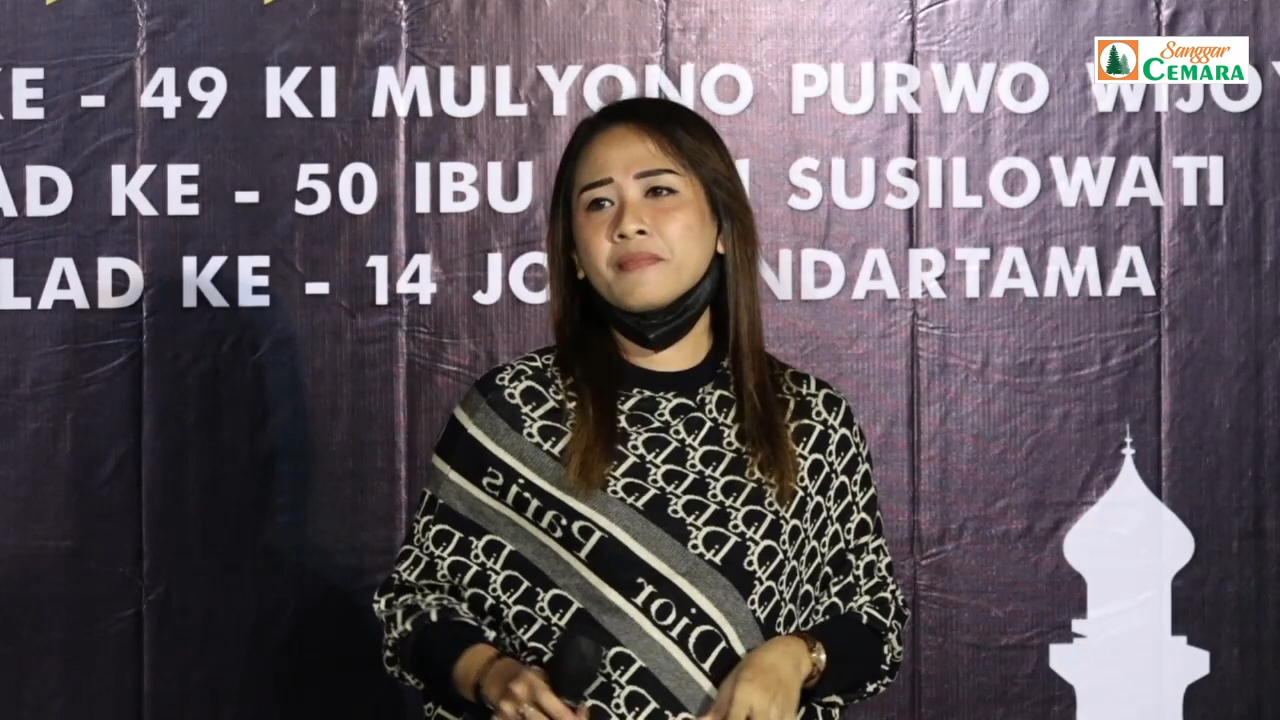 Sanggar
CEMARA
KE - 49 KI MULYONO PURWO WIJOY
AD KE - 50 IBU SUSILOWATI
LAD KE - 14 JO NDARTAMA
Paris
Dior